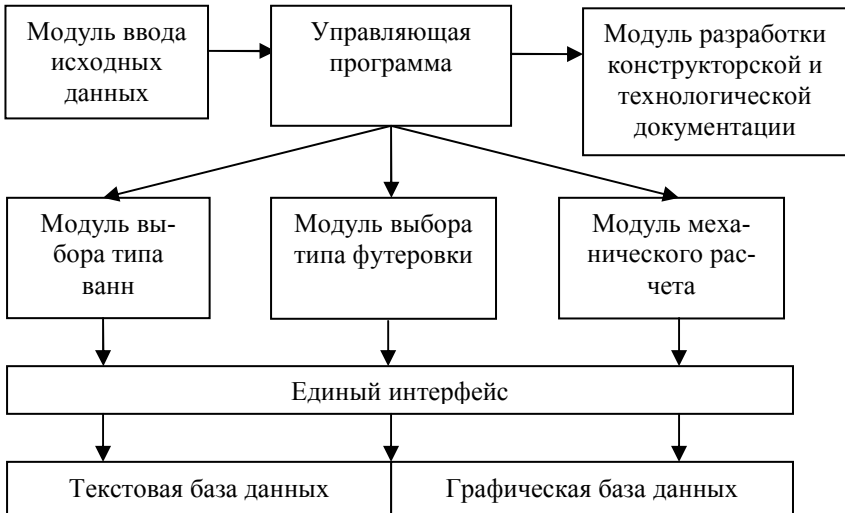 Модуль ввода
исходных
данных
Управляющая
программа
Модуль разработки
конструкторской и
технологической
документации
Модуль вы-
бора типа
ванн
Модуль выбора
типа футеровки
Модуль меха-
нического рас-
чета
Единый интерфейс
Текстовая база данных
Графическая база данных